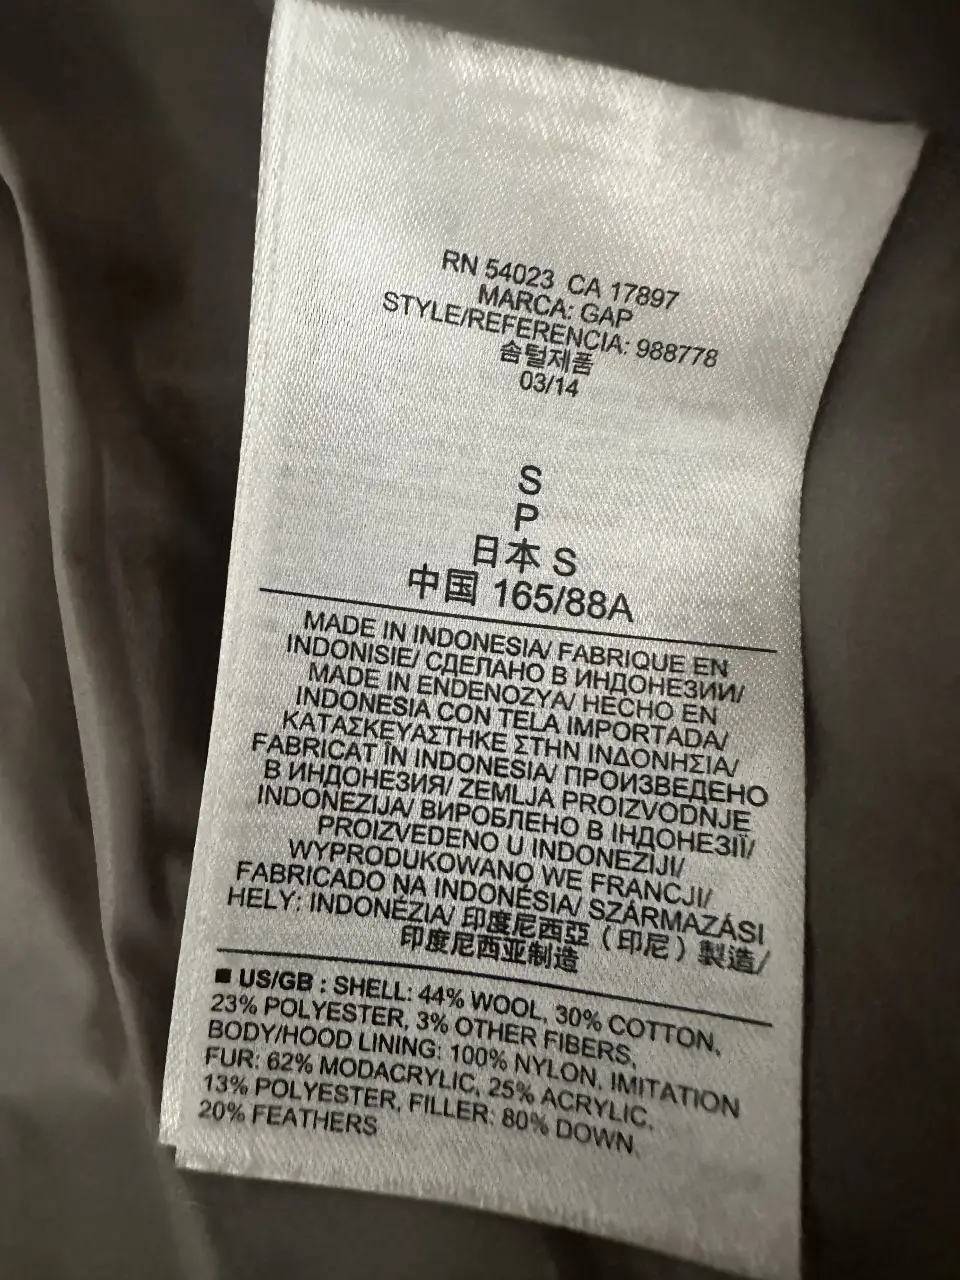 RN 54023 CA 17897
MARCA: GAP
STYLE/REFERENCIA: 988778
솜털제품
03/14
S
P
日本 S
中国 165/88A
MADE IN INDONESIA/ FABRIQUE EN
INDONISIE/ СДЕЛАНО В ИНДОНЕЗИИ/
MADE IN ENDENOZYA/ HECHO EN
INDONESIA CON TELA IMPORTADA/
ΚΑΤΑΣΚΕΥΑΣΤΗΚΕ ΣΤΗΝ ΙΝΔΟΝΗΣΙΑ/
FABRICAT ÎN INDONESIA/ ПРОИЗВЕДЕНО
В ИНДОНЕЗИЯ/ ZEMLJA PROIZVODNJE
INDONEZIJA/ ВИРОБЛЕНО В ІНДОНЕЗІЇ/
PROIZVEDENO U INDONEZIJI/
WYPRODUKOWANO WE FRANCJI/
FABRICADO NA INDONÉSIA/ SZÁRMAZÁSI
HELY: INDONÉZIA/ 印度尼西亞（印尼）製造/
印度尼西亚制造
■ US/GB : SHELL: 44% WOOL, 30% COTTON,
23% POLYESTER, 3% OTHER FIBERS,
BODY/HOOD LINING: 100% NYLON, IMITATION
FUR: 62% MODACRYLIC, 25% ACRYLIC,
13% POLYESTER, FILLER: 80% DOWN
20% FEATHERS